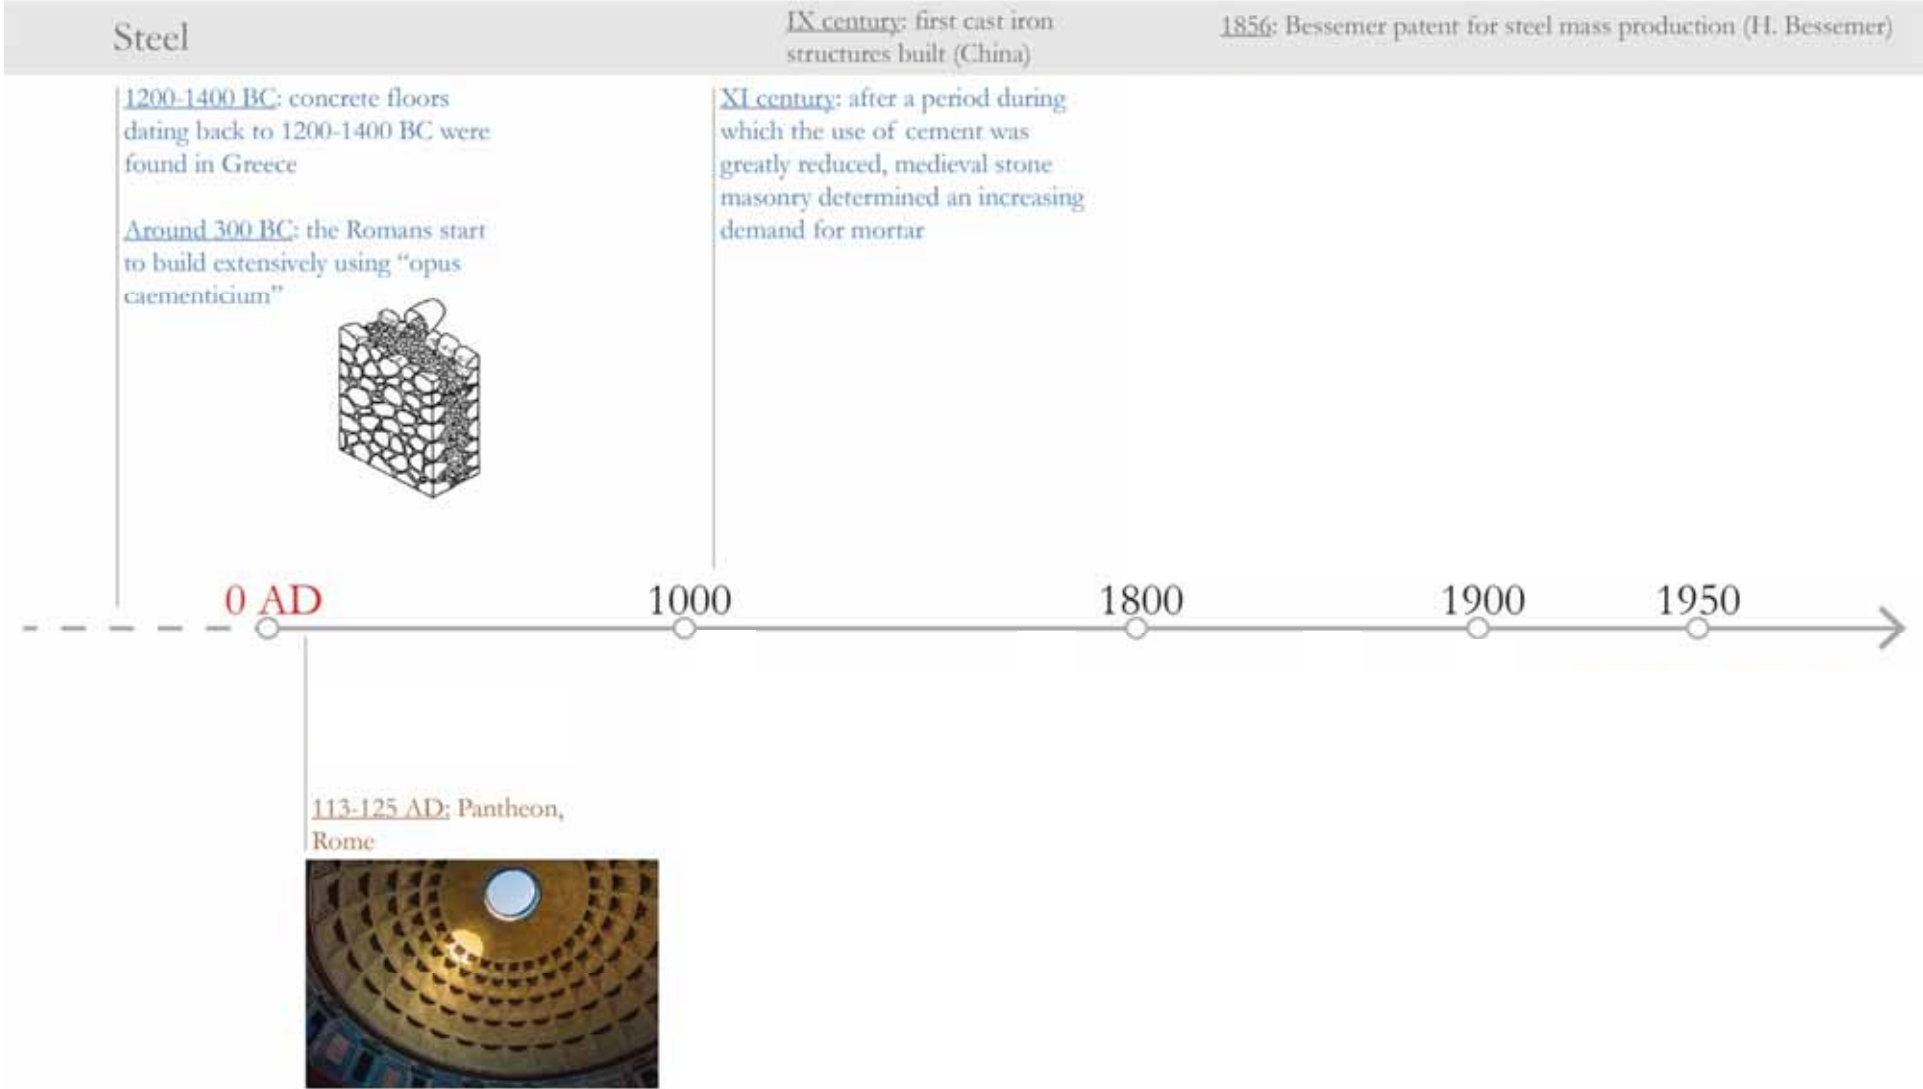 Steel
IX century: first cast iron
structures built (China)
1856: Bessemer patent for steel mass production (H. Bessemer)
1200-1400 BC: concrete floors
dating back to 1200-1400 BC were
found in Greece
Around 300 BC: the Romans start
to build extensively using “opus
caementicium”
XI century: after a period during
which the use of cement was
greatly reduced, medieval stone
masonry determined an increasing
demand for mortar
0 AD
1000
1800
1900
1950
113-125 AD: Pantheon,
Rome